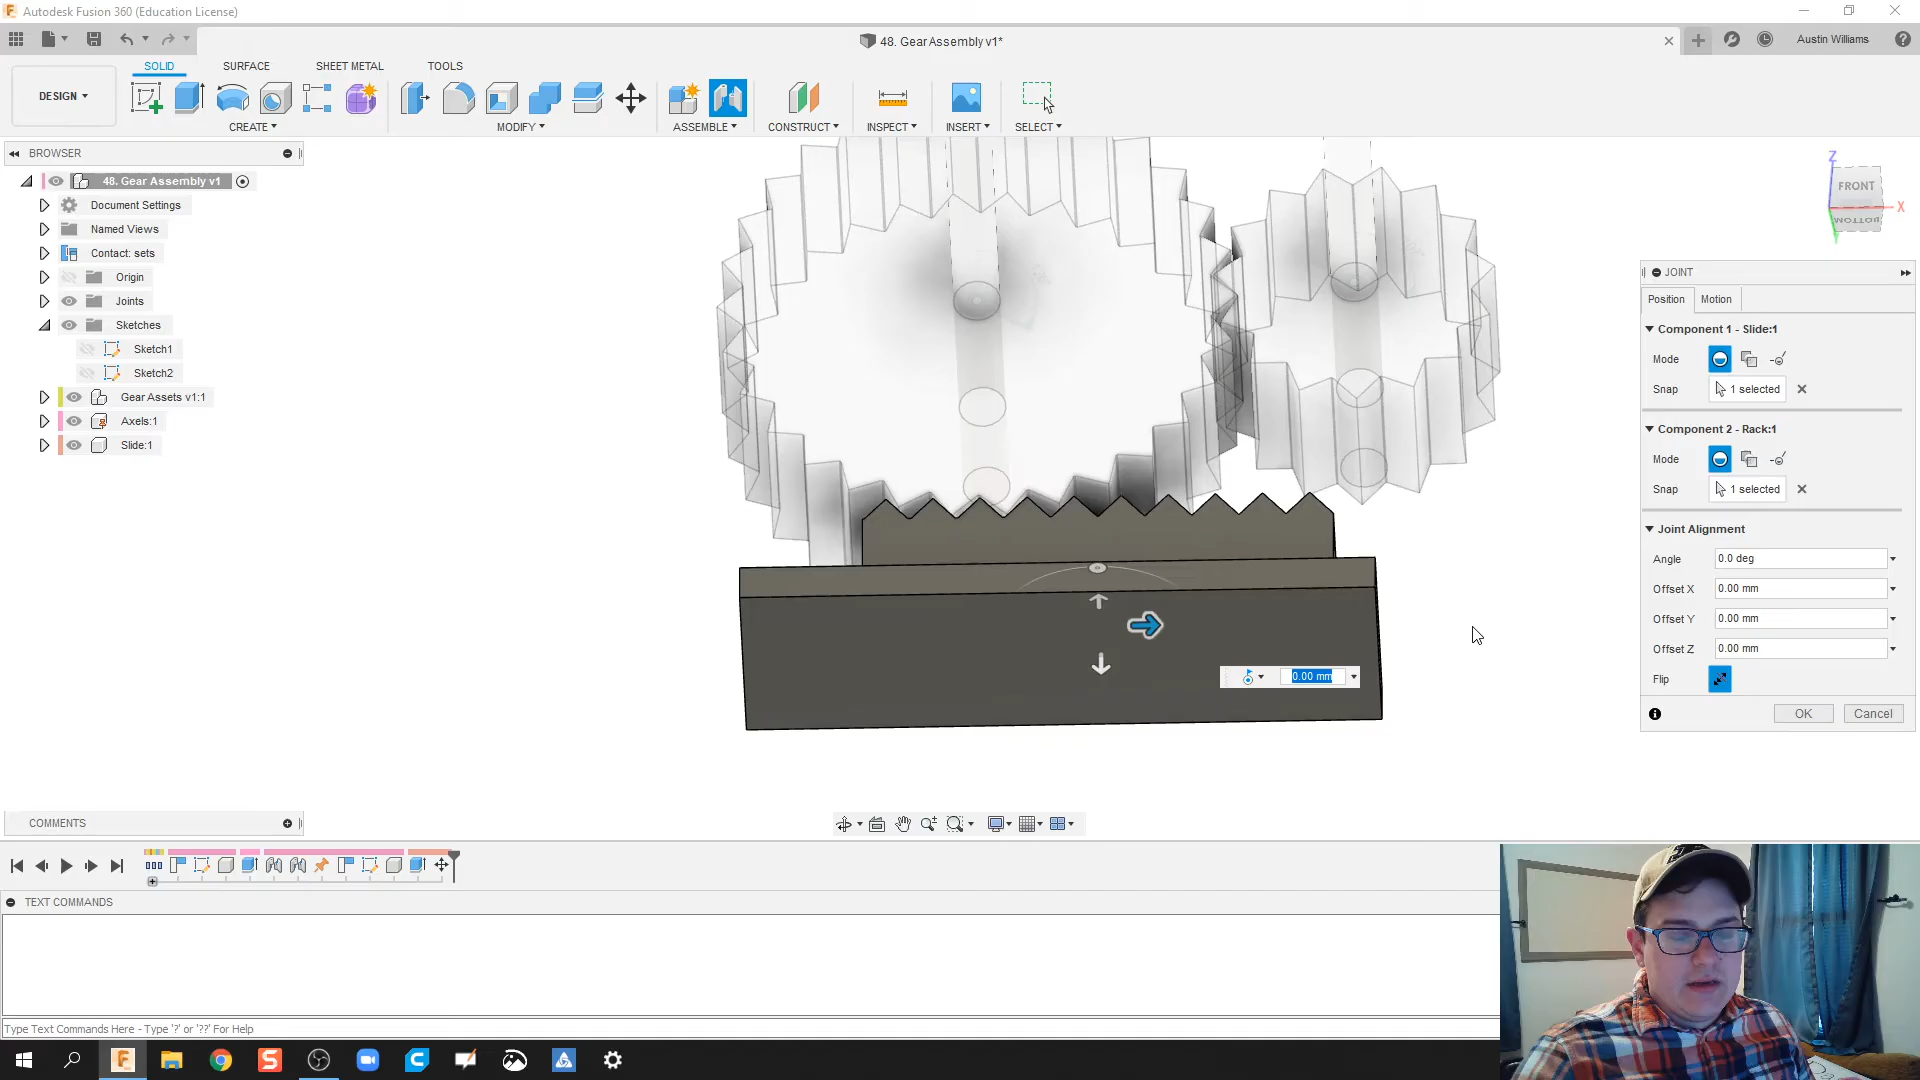 Autodesk Fusion 360 (Education License)
48. Gear Assembly v1*
Austin Williams
SOLID SURFACE SHEET METAL TOOLS
DESIGN
CREATE MODIFY ASSEMBLE CONSTRUCT INSPECT INSERT SELECT
BROWSER
48. Gear Assembly v1
Document Settings
Named Views
Contact: sets
Origin
Joints
Sketches
Sketch1
Sketch2
Gear Assets v1:1
Axels:1
Slide:1
Z
FRONT
X
BOTTOM
Y
JOINT
Position Motion
Component 1 - Slide:1
Mode
Snap 1 selected
Component 2 - Rack:1
Mode
Snap 1 selected
Joint Alignment
Angle 0.0 deg
Offset X 0.00 mm
Offset Y 0.00 mm
Offset Z 0.00 mm
Flip
OK Cancel
0.00 mm
COMMENTS
TEXT COMMANDS
Type Text Commands Here - Type '?' or '??' For Help